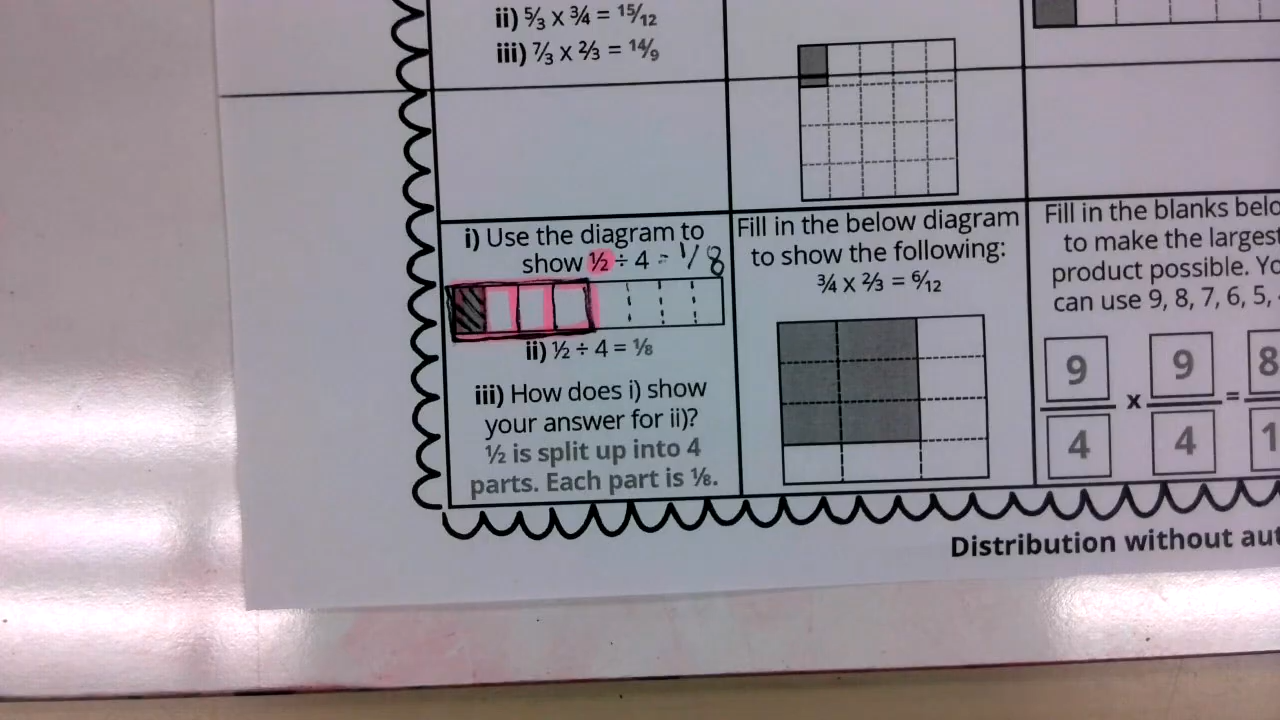 ii) 5/3 x ¾ = 15/12
iii) 7/3 x 2/3 = 14/9
i) Use the diagram to
show ½ ÷ 4 = 1/8
ii) ½ ÷ 4 = ⅛
iii) How does i) show
your answer for ii)?
½ is split up into 4
parts. Each part is ⅛.
Fill in the below diagram
to show the following:
¾ x ⅔ = 6/12
Fill in the blanks
to make the largest
product possible.
can use 9, 8, 7, 6, 5,
9 x 9 = 8
4 4
Distribution without